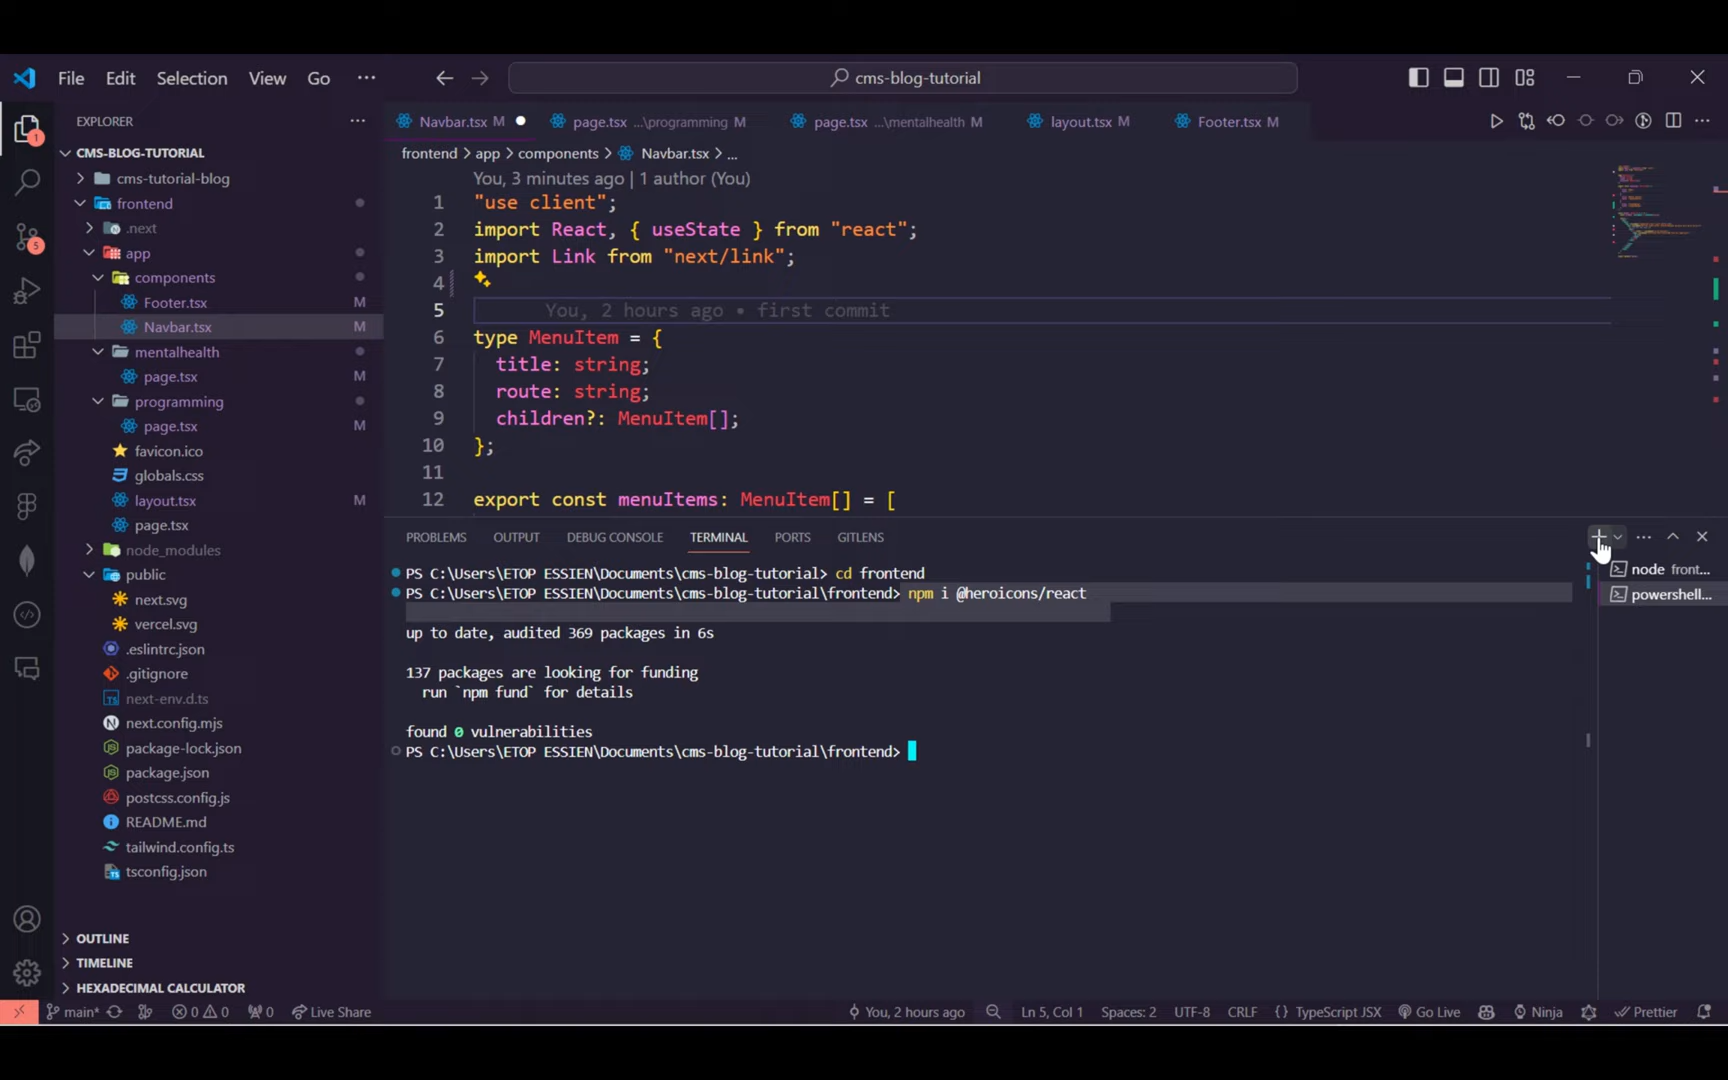 File Edit Selection View Go ··· cms-blog-tutorial
EXPLORER ···
CMS-BLOG-TUTORIAL
cms-tutorial-blog
frontend
.next
app
components
Footer.tsx M
Navbar.tsx M
mentalhealth
page.tsx M
programming
page.tsx M
favicon.ico
globals.css
layout.tsx M
page.tsx
node_modules
public
next.svg
vercel.svg
.eslintrc.json
.gitignore
next-env.d.ts
next.config.mjs
package-lock.json
package.json
postcss.config.js
README.md
tailwind.config.ts
tsconfig.json
OUTLINE
TIMELINE
HEXADECIMAL CALCULATOR
1
5
Navbar.tsx M page.tsx ...\programming M page.tsx ...\mentalhealth M layout.tsx M Footer.tsx M
frontend > app > components > Navbar.tsx > ...
You, 3 minutes ago | 1 author (You)
1 "use client";
2 import React, { useState } from "react";
3 import Link from "next/link";
4
5 You, 2 hours ago • first commit
6 type MenuItem = {
7 title: string;
8 route: string;
9 children?: MenuItem[];
10 };
11
12 export const menuItems: MenuItem[] = [
PROBLEMS OUTPUT DEBUG CONSOLE TERMINAL PORTS GITLENS
PS C:\Users\ETOP ESSIEN\Documents\cms-blog-tutorial> cd frontend
PS C:\Users\ETOP ESSIEN\Documents\cms-blog-tutorial\frontend> npm i @heroicons/react
up to date, audited 369 packages in 6s
137 packages are looking for funding
run `npm fund` for details
found 0 vulnerabilities
PS C:\Users\ETOP ESSIEN\Documents\cms-blog-tutorial\frontend>
node front...
powershell...
main* 0 0 0 Live Share You, 2 hours ago Ln 5, Col 1 Spaces: 2 UTF-8 CRLF {} TypeScript JSX Go Live Ninja Prettier